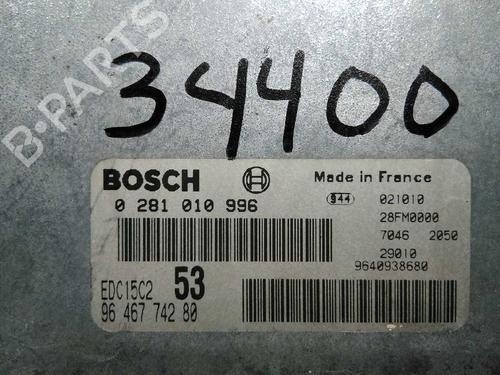 B-PARTS
34400
BOSCH
Made in France
0 281 010 996
944 021010
28FM0000
7046 2050
29010
9640938680
EDC15C2 53
96 467 742 80